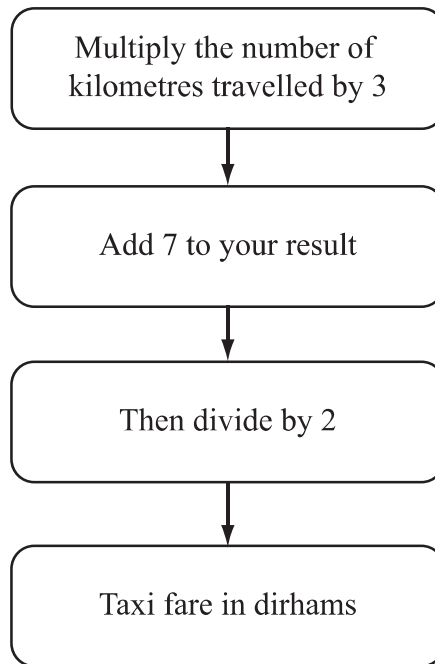 Multiply the number of
kilometres travelled by 3
Add 7 to your result
Then divide by 2
Taxi fare in dirhams